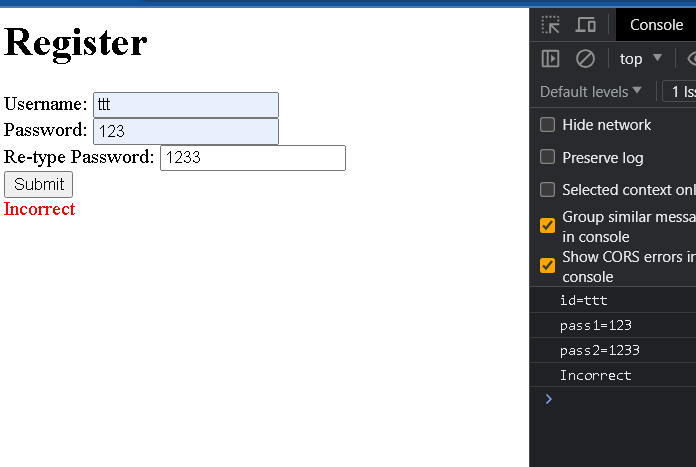 Register
Username: ttt
Password: 123
Re-type Password: 1233
Submit
Incorrect
Console
top
Default levels
1 Iss
Hide network
Preserve log
Selected context onl
Group similar messa
in console
Show CORS errors in
console
id=ttt
pass1=123
pass2=1233
Incorrect